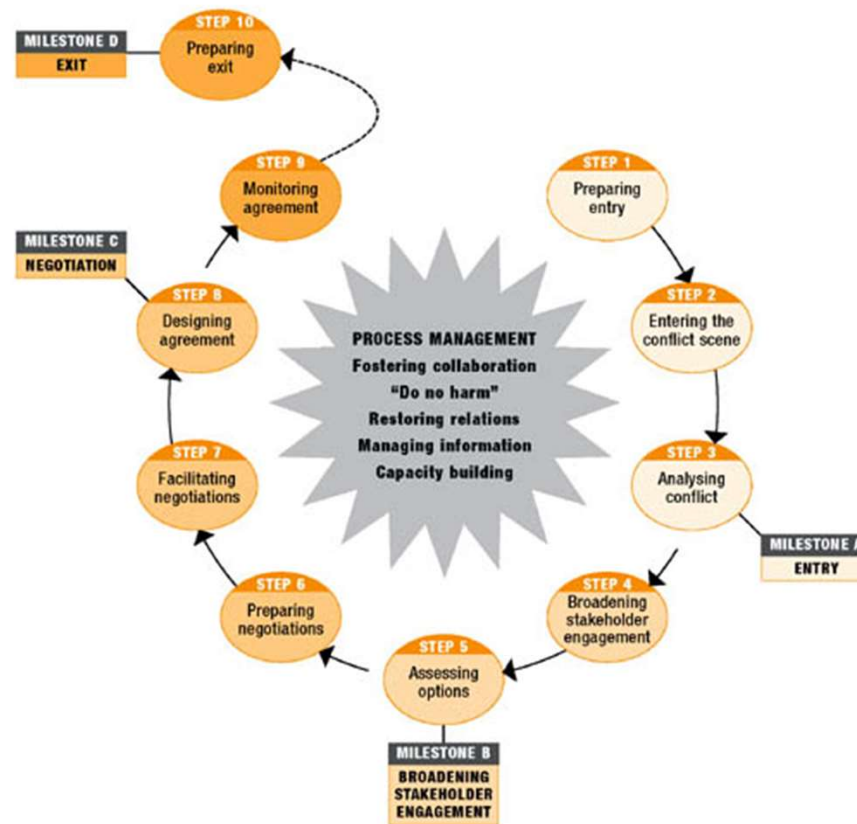 STEP 10
Preparing
exit
MILESTONE D
EXIT
STEP 9
Monitoring
agreement
STEP 1
Preparing
entry
MILESTONE C
NEGOTIATION
STEP 8
Designing
agreement
STEP 2
Entering the
conflict scene
PROCESS MANAGEMENT
Fostering collaboration
“Do no harm”
Restoring relations
Managing information
Capacity building
STEP 7
Facilitating
negotiations
STEP 3
Analysing
conflict
MILESTONE A
ENTRY
STEP 6
Preparing
negotiations
STEP 4
Broadening
stakeholder
engagement
STEP 5
Assessing
options
MILESTONE B
BROADENING
STAKEHOLDER
ENGAGEMENT